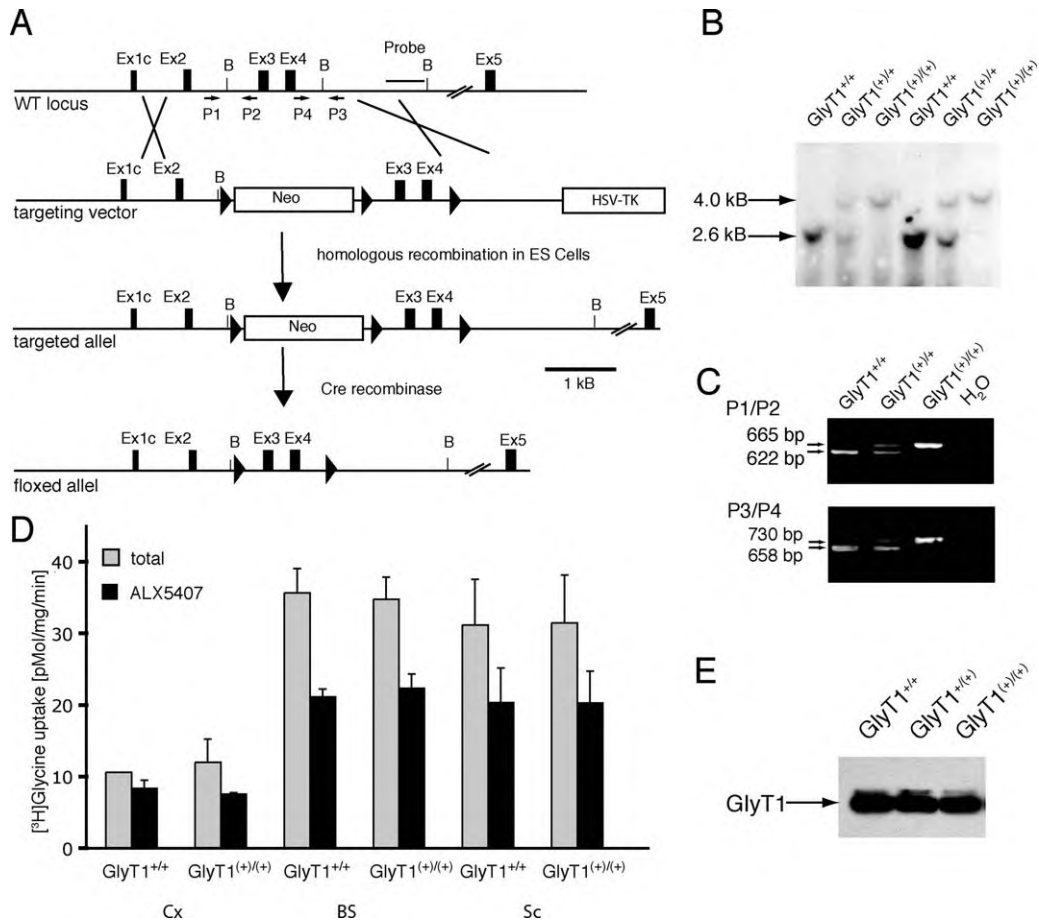 A
Ex1c Ex2 B Ex3 Ex4 B Probe B Ex5
WT locus
P1 P2 P4 P3
Ex1c Ex2 B Neo Ex3 Ex4 HSV-TK
targeting vector
homologous recombination in ES Cells
Ex1c Ex2 B Neo Ex3 Ex4 B Ex5
targeted allel
1 kB
Cre recombinase
Ex1c Ex2 B Ex3 Ex4 B Ex5
floxed allel
B
GlyT1+/+ GlyT1(+)/+ GlyT1(+)/(+) GlyT1+/+ GlyT1(+)/+ GlyT1(+)/(+)
4.0 kB
2.6 kB
C
GlyT1+/+ GlyT1(+)/+ GlyT1(+)/(+) H2O
P1/P2
665 bp
622 bp
P3/P4
730 bp
658 bp
D
total
ALX5407
[³H]Glycine uptake [pMol/mg/min]
40
30
20
10
0
GlyT1+/+ GlyT1(+)/(+) GlyT1+/+ GlyT1(+)/(+) GlyT1+/+ GlyT1(+)/(+)
Cx BS Sc
E
GlyT1+/+ GlyT1+/(+) GlyT1(+)/(+)
GlyT1